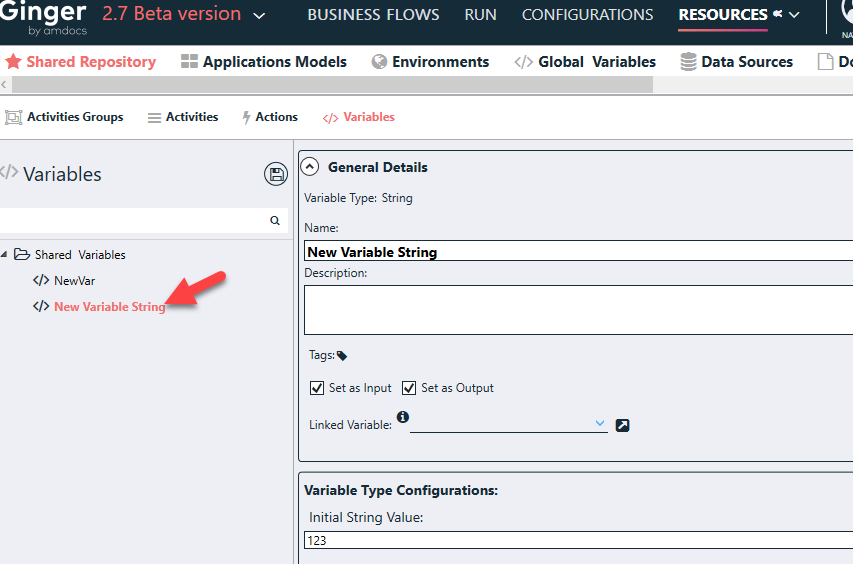 Ginger 2.7 Beta version BUSINESS FLOWS RUN CONFIGURATIONS RESOURCES
by amdocs
Shared Repository Applications Models Environments </> Global Variables Data Sources
Activities Groups Activities Actions </> Variables
</> Variables
General Details
Variable Type: String
Name:
New Variable String
Description:
Shared Variables
</> NewVar
</> New Variable String
Tags:
Set as Input Set as Output
Linked Variable:
Variable Type Configurations:
Initial String Value:
123